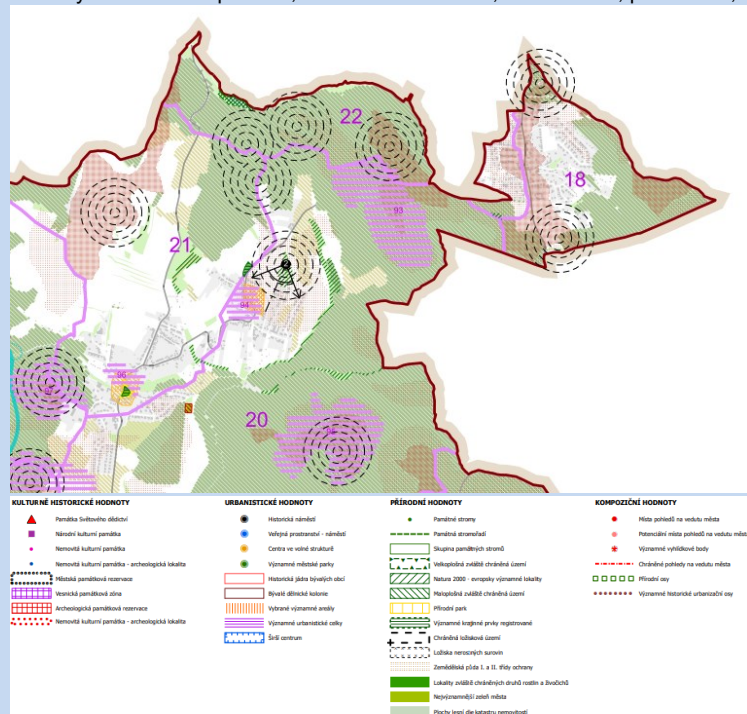 22
18
93
21
2
94
96
97
20
KULTURNĚ HISTORICKÉ HODNOTY
Památka Světového dědictví
Národní kulturní památka
Nemovitá kulturní památka
Nemovitá kulturní památka - archeologická lokalita
Městská památková rezervace
Vesnická památková zóna
Archeologická památková rezervace
Nemovitá kulturní památka - archeologická lokalita
URBANISTICKÉ HODNOTY
Historická náměstí
Veřejná prostranství - náměstí
Centra ve volné struktuře
Významné městské parky
Historická jádra bývalých obcí
Bývalé dělnické kolonie
Vybrané významné areály
Významné urbanistické celky
Širší centrum
PŘÍRODNÍ HODNOTY
Památné stromy
Památné stromořadí
Skupina památných stromů
Velkoplošná zvláště chráněná území
Natura 2000 - evropsky významné lokality
Maloplošná zvláště chráněná území
Přírodní park
Významné krajinné prvky registrované
Chráněná ložisková území
Ložiska nerostných surovin
Zemědělská půda I. a II. třídy ochrany
Lokality zvláště chráněných druhů rostlin a živočichů
Nejvýznamnější zeleň města
Plochy lesní dle katastru nemovitostí
KOMPOZIČNÍ HODNOTY
Místa pohledů na vedutu města
Potenciální místa pohledů na vedutu města
Významné vyhlídkové body
Chráněné pohledy na vedutu města
Přírodní osy
Významné historické urbanizační osy